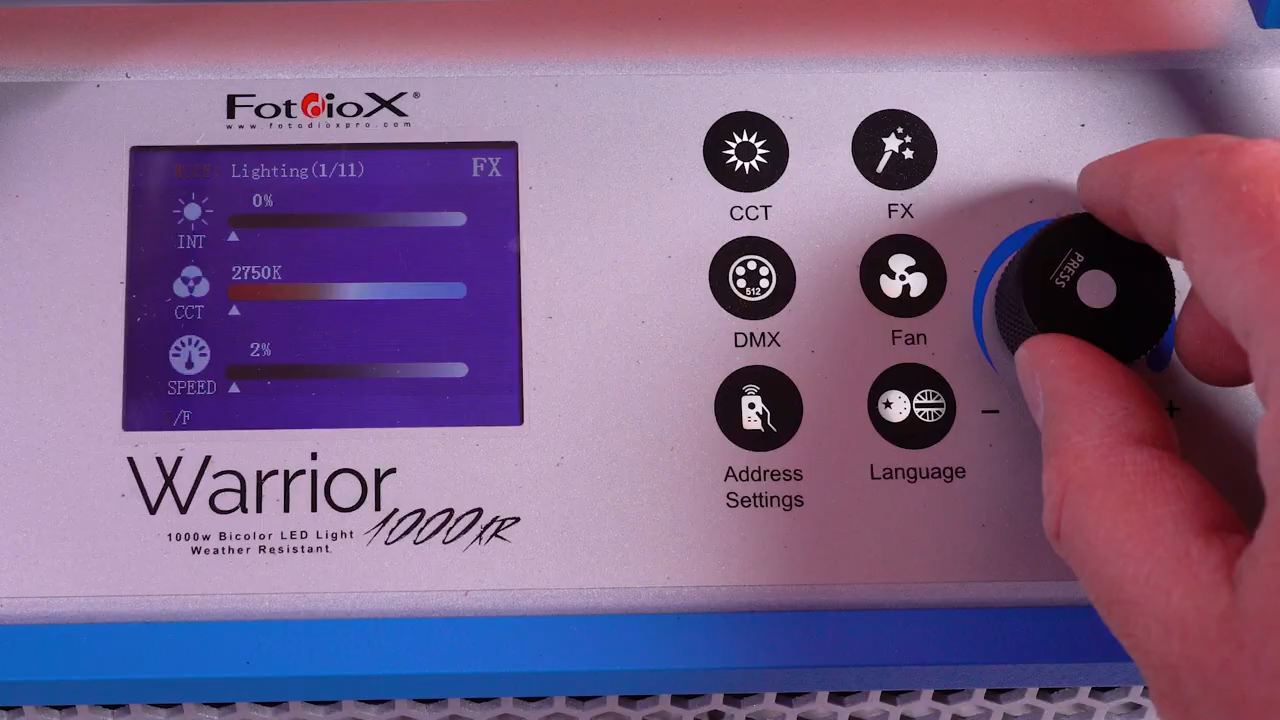 FotodioX®
www.fotodioxpro.com
Lighting(1/11)
FX
0%
INT
2750K
CCT
2%
SPEED
/F
Warrior
1000XR
1000w Bicolor LED Light
Weather Resistant
CCT
FX
512
DMX
Fan
Address
Settings
Language
PRESS
−
+